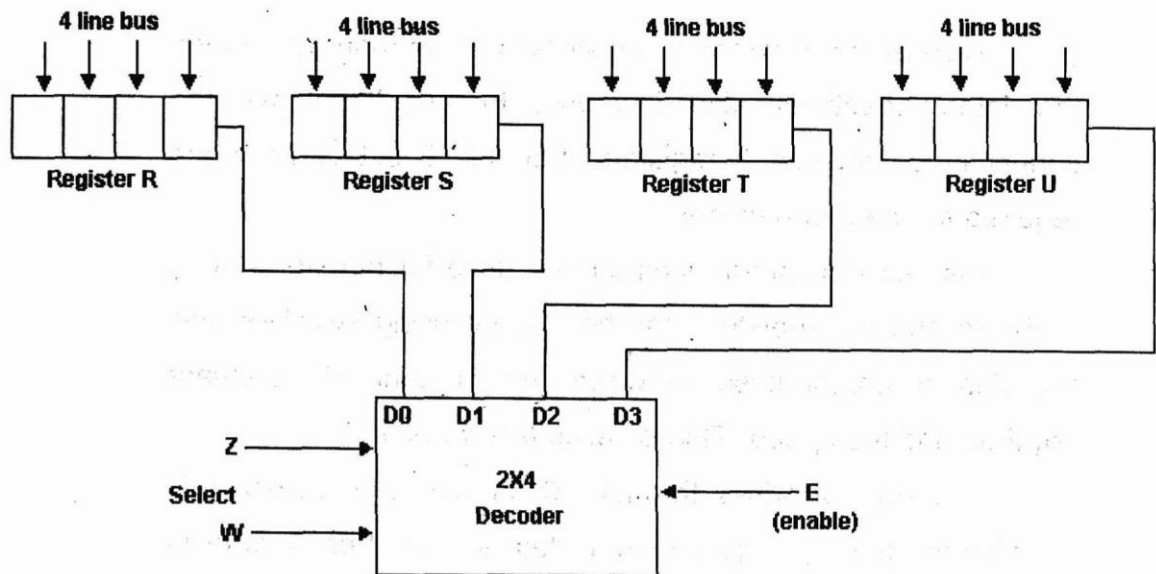 4 line bus
4 line bus
4 line bus
4 line bus
Register R
Register S
Register T
Register U
D0
D1
D2
D3
Z
Select
W
2X4
Decoder
E
(enable)